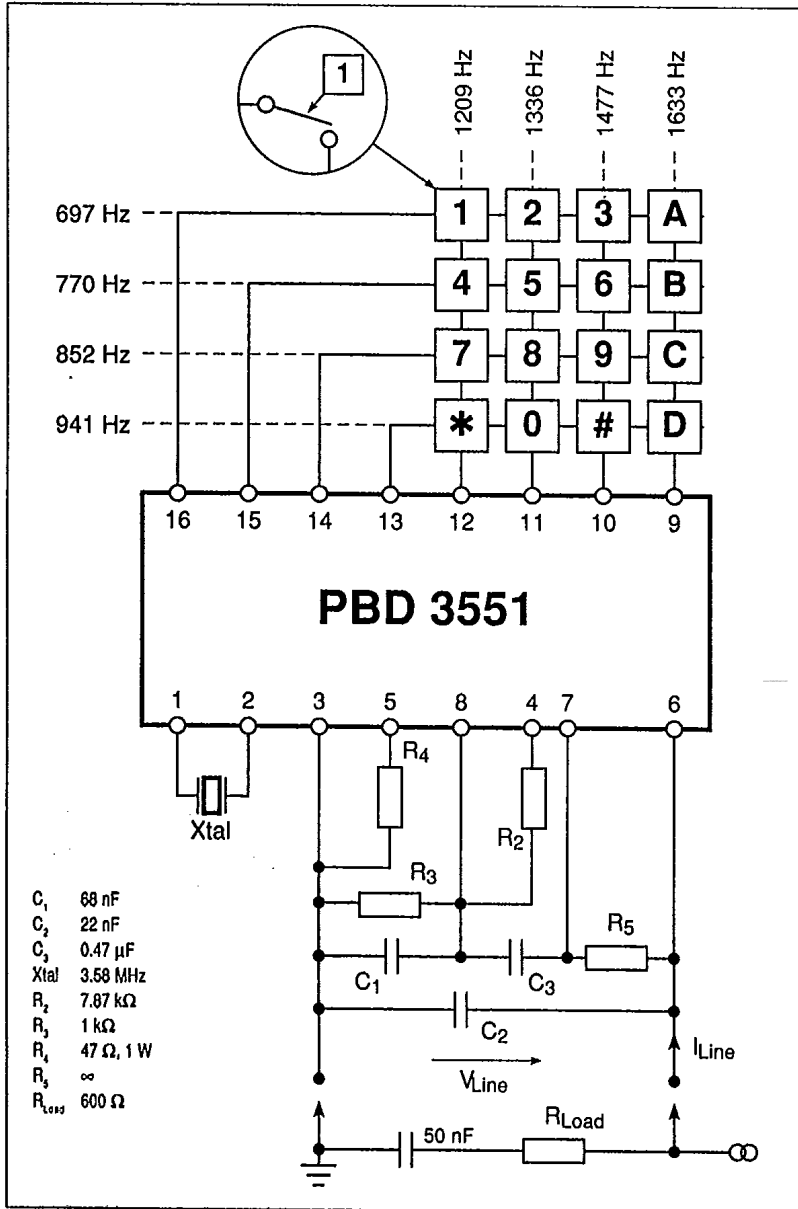 1
1209 Hz
1336 Hz
1477 Hz
1633 Hz
697 Hz 1 2 3 A
770 Hz 4 5 6 B
852 Hz 7 8 9 C
941 Hz * 0 # D
16 15 14 13 12 11 10 9
PBD 3551
1 2 3 5 8 4 7 6
Xtal
R4
R2
R3
R5
C1 C3
C2
VLine
ILine
50 nF
RLoad
C1 68 nF
C2 22 nF
C3 0.47 µF
Xtal 3.58 MHz
R2 7.87 kΩ
R3 1 kΩ
R4 47 Ω, 1 W
R5 ∞
RLoad 600 Ω